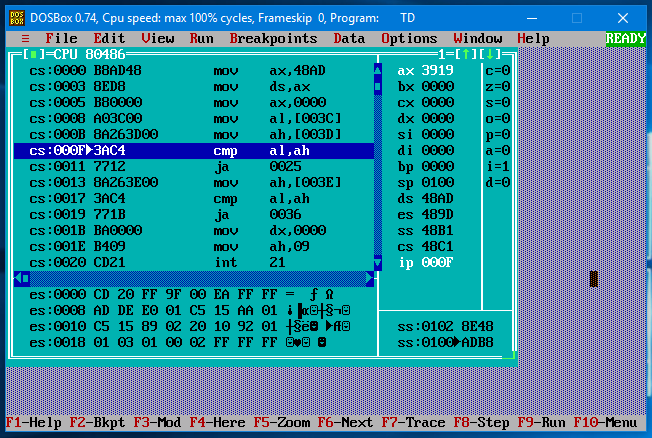 DOSBox 0.74, Cpu speed: max 100% cycles, Frameskip 0, Program: TD
≡ File Edit View Run Breakpoints Data Options Window Help READY
[■]=CPU 80486 1=[↑][↓]
cs:0000 B8AD48 mov ax,48AD ax 3919 c=0
cs:0003 8ED8 mov ds,ax bx 0000 z=0
cs:0005 B80000 mov ax,0000 cx 0000 s=0
cs:0008 A03C00 mov al,[003C] dx 0000 o=0
cs:000B 8A263D00 mov ah,[003D] si 0000 p=0
cs:000F►3AC4 cmp al,ah di 0000 a=0
cs:0011 7712 ja 0025 bp 0000 i=1
cs:0013 8A263E00 mov ah,[003E] sp 0100 d=0
cs:0017 3AC4 cmp al,ah ds 48AD
cs:0019 771B ja 0036 es 489D
cs:001B BA0000 mov dx,0000 ss 48B1
cs:001E B409 mov ah,09 cs 48C1
cs:0020 CD21 int 21 ip 000F
es:0000 CD 20 FF 9F 00 EA FF FF = ƒ Ω
es:0008 AD DE E0 01 C5 15 AA 01 ¡▐α☺┼§¬☺
es:0010 C5 15 89 02 20 10 92 01 ┼§ë☻ ►Æ☺ ss:0102 8E48
es:0018 01 03 01 00 02 FF FF FF ☺♥☺ ☻ ss:0100►ADB8
F1-Help F2-Bkpt F3-Mod F4-Here F5-Zoom F6-Next F7-Trace F8-Step F9-Run F10-Menu